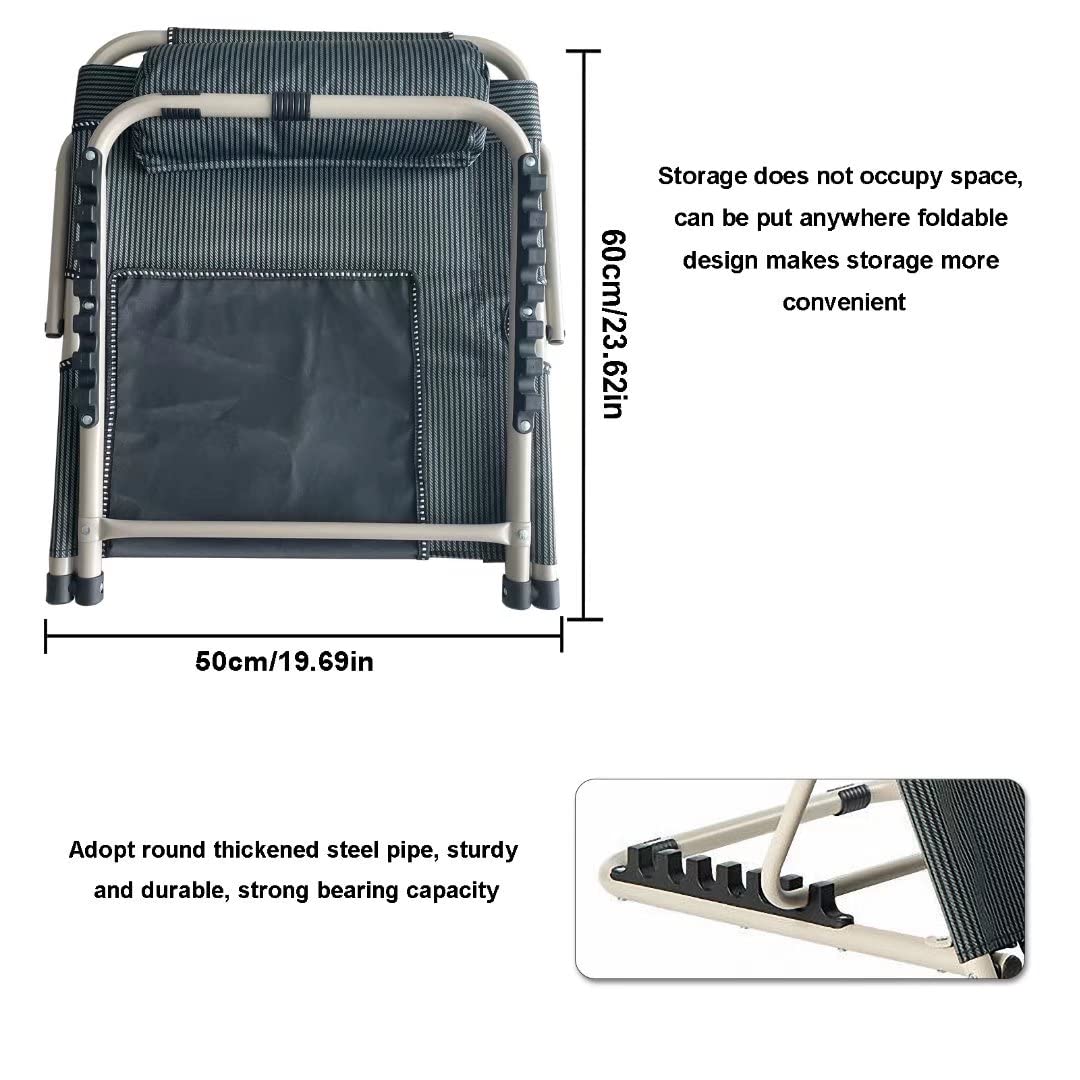 Storage does not occupy space,
can be put anywhere foldable
design makes storage more
convenient
60cm/23.62in
50cm/19.69in
Adopt round thickened steel pipe, sturdy
and durable, strong bearing capacity